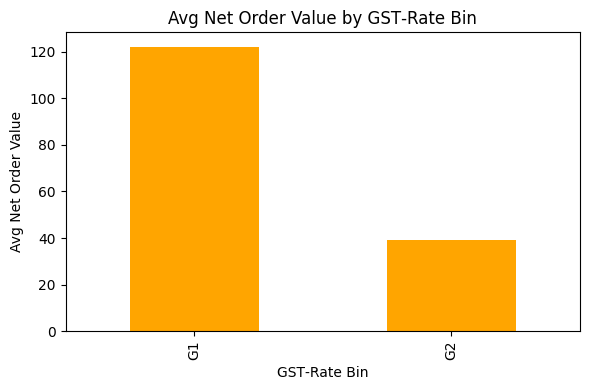 Avg Net Order Value by GST-Rate Bin
Avg Net Order Value
120
100
80
60
40
20
0
G1
G2
GST-Rate Bin